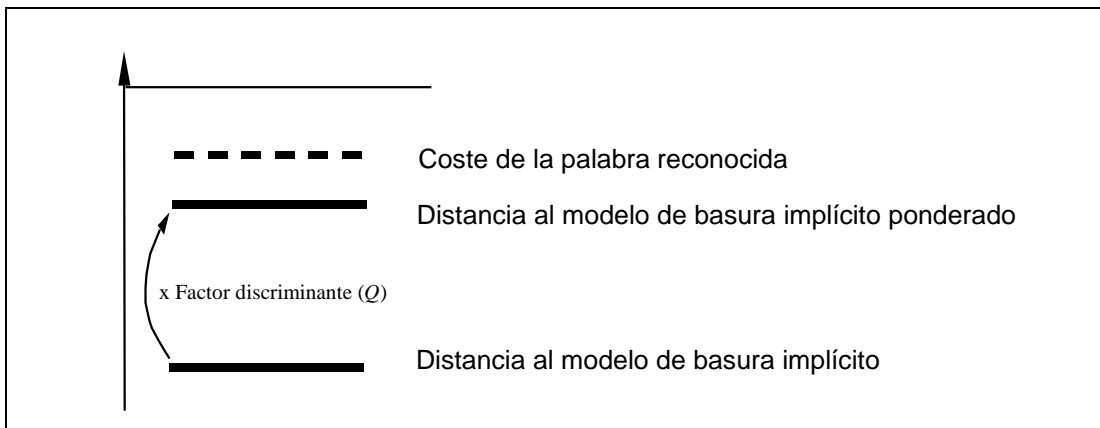 Coste de la palabra reconocida
Distancia al modelo de basura implícito ponderado
x Factor discriminante (Q)
Distancia al modelo de basura implícito